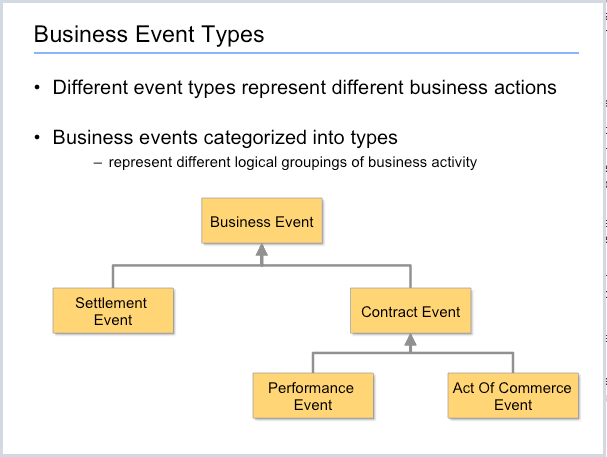 Business Event Types
• Different event types represent different business actions
• Business events categorized into types
– represent different logical groupings of business activity
Business Event
Settlement
Event
Contract Event
Performance
Event
Act Of Commerce
Event